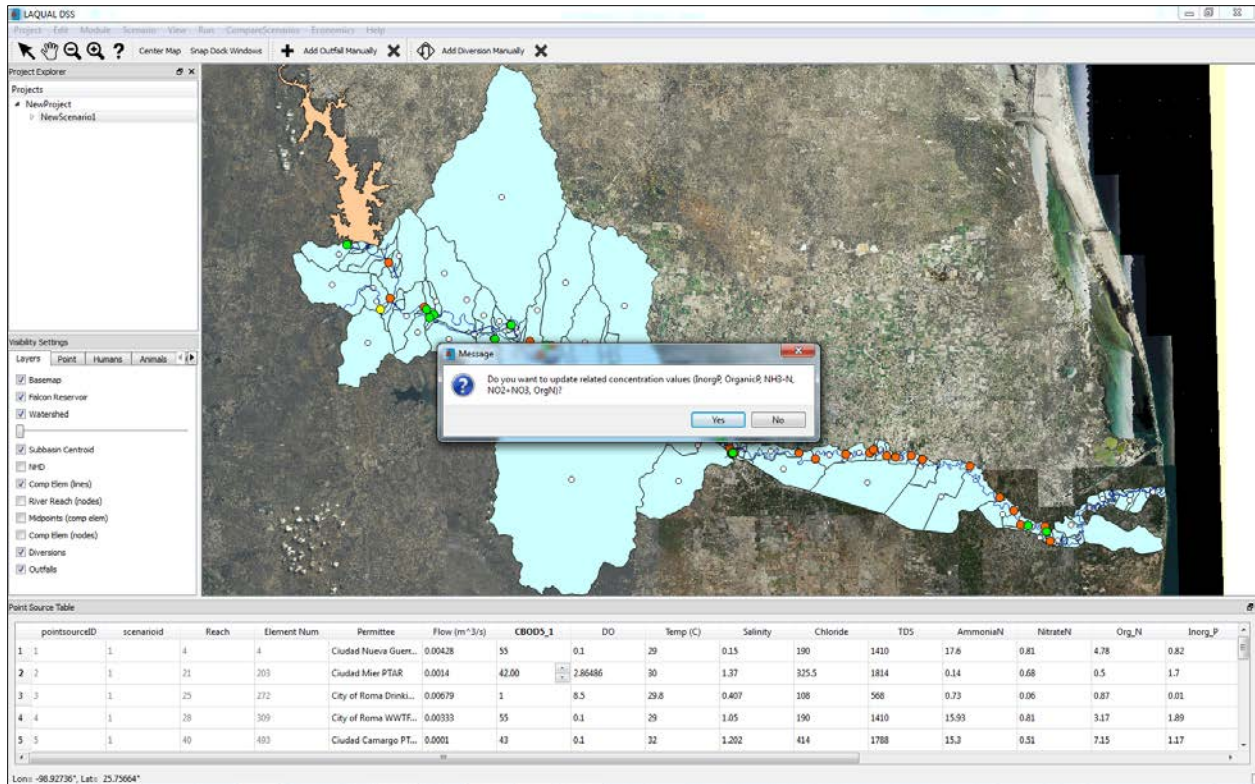 LAQUAL DSS
Project Edit Module Scenario View Run CompareScenarios Economics Help
? Center Map Snap Dock Windows Add Outfall Manually Add Diversion Manually
Project Explorer
Projects
NewProject
NewScenario1
Visibility Settings
Layers Point Humans Animals
Basemap
Falcon Reservoir
Watershed
Subbasin Centroid
NHD
Comp Elem (lines)
River Reach (nodes)
Midpoints (comp elem)
Comp Elem (nodes)
Diversions
Outfalls
Message
Do you want to update related concentration values (InorgP, OrganicP, NH3-N,
NO2+NO3, OrgN)?
Yes No
Point Source Table
pointsourceID scenarioid Reach Element Num Permittee Flow (m^3/s) CBOD5_1 DO Temp (C) Salinity Chloride TDS AmmoniaN NitrateN Org_N Inorg_P
1 1 1 4 4 Ciudad Nueva Guerr... 0.00428 55 0.1 29 0.15 190 1410 17.6 0.81 4.78 0.82
2 2 1 21 203 Ciudad Mier PTAR 0.0014 42.00 2.86486 30 1.37 325.5 1814 0.14 0.68 0.5 1.7
3 3 1 25 272 City of Roma Drinki... 0.00679 1 8.5 29.8 0.407 108 568 0.73 0.06 0.87 0.01
4 4 1 28 309 City of Roma WWTF... 0.00333 55 0.1 29 1.05 190 1410 15.93 0.81 3.17 1.89
5 5 1 40 493 Ciudad Camargo PT... 0.0001 43 0.1 32 1.202 414 1788 15.3 0.51 7.15 1.17
Lon= -98.92736°, Lat= 25.75664°